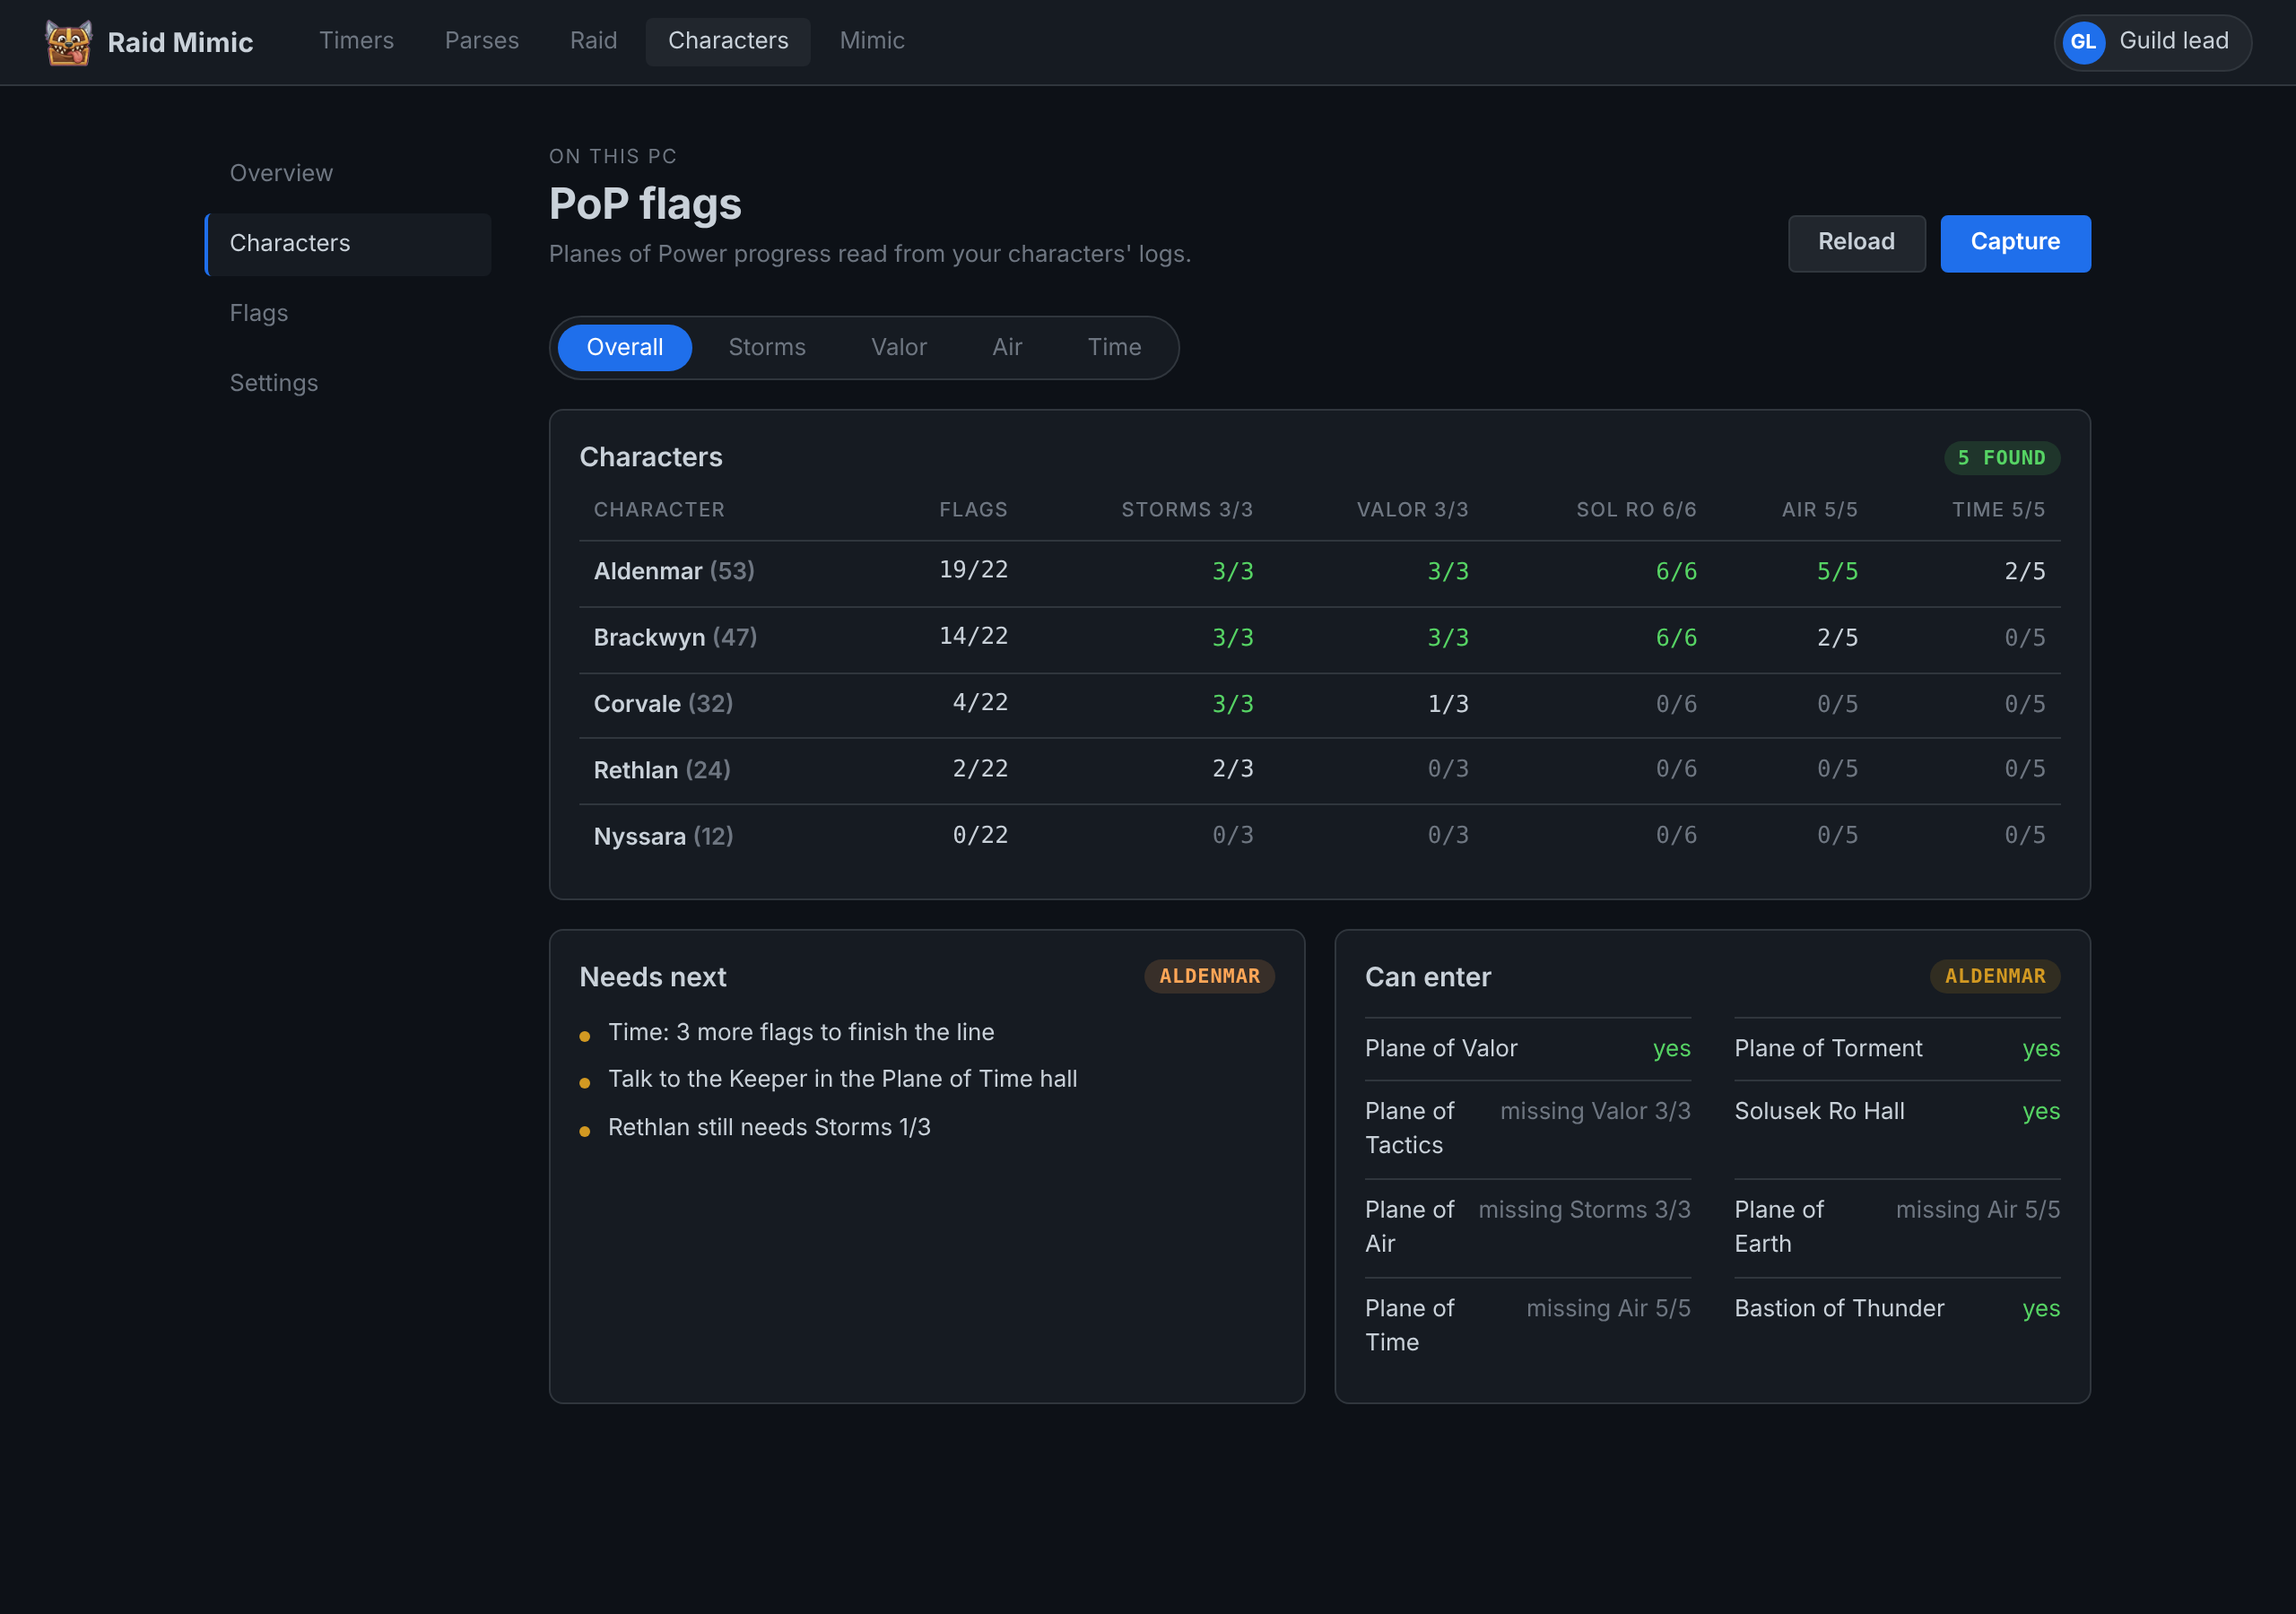 Raid Mimic Timers Parses Raid Characters Mimic GL Guild lead
Overview
Characters
Flags
Settings
ON THIS PC
PoP flags
Planes of Power progress read from your characters' logs.
Reload Capture
Overall Storms Valor Air Time
Characters 5 FOUND
CHARACTER FLAGS STORMS 3/3 VALOR 3/3 SOL RO 6/6 AIR 5/5 TIME 5/5
Aldenmar (53) 19/22 3/3 3/3 6/6 5/5 2/5
Brackwyn (47) 14/22 3/3 3/3 6/6 2/5 0/5
Corvale (32) 4/22 3/3 1/3 0/6 0/5 0/5
Rethlan (24) 2/22 2/3 0/3 0/6 0/5 0/5
Nyssara (12) 0/22 0/3 0/3 0/6 0/5 0/5
Needs next ALDENMAR
Time: 3 more flags to finish the line
Talk to the Keeper in the Plane of Time hall
Rethlan still needs Storms 1/3
Can enter ALDENMAR
Plane of Valor yes Plane of Torment yes
Plane of missing Valor 3/3 Solusek Ro Hall yes
Tactics
Plane of missing Storms 3/3 Plane of missing Air 5/5
Air Earth
Plane of missing Air 5/5 Bastion of Thunder yes
Time